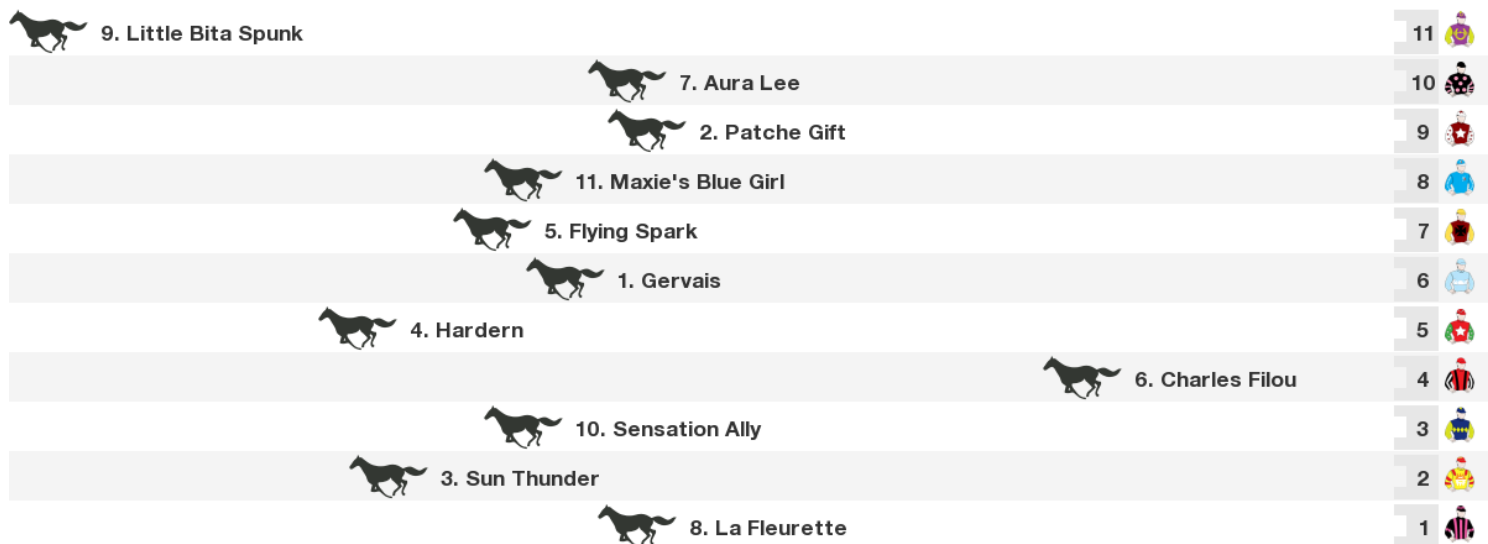 9. Little Bita Spunk 11
7. Aura Lee 10
2. Patche Gift 9
11. Maxie's Blue Girl 8
5. Flying Spark 7
1. Gervais 6
4. Hardern 5
6. Charles Filou 4
10. Sensation Ally 3
3. Sun Thunder 2
8. La Fleurette 1